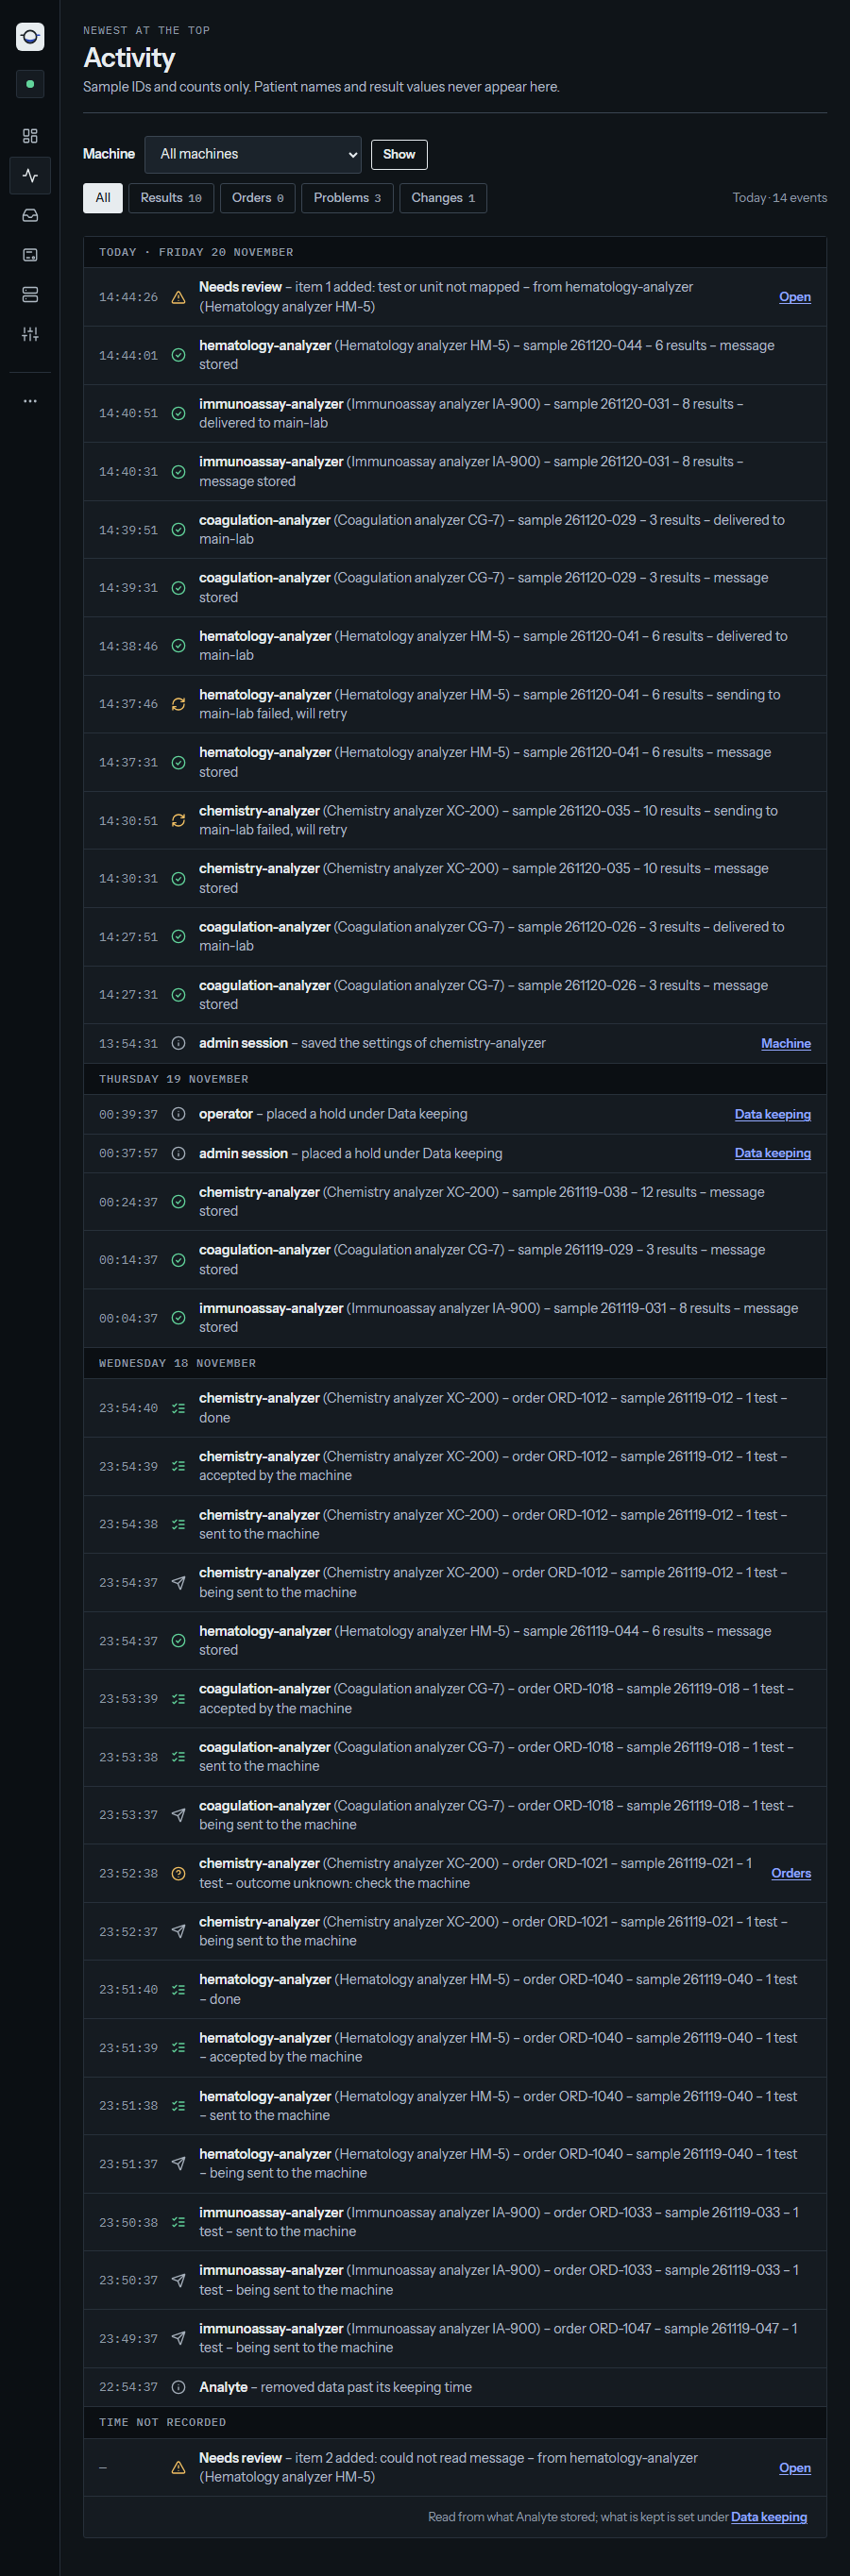 NEWEST AT THE TOP
Activity
Sample IDs and counts only. Patient names and result values never appear here.
Machine
All machines
Show
All
Results 10
Orders 0
Problems 3
Changes 1
Today · 14 events
TODAY · FRIDAY 20 NOVEMBER
14:44:26 Needs review – item 1 added: test or unit not mapped – from hematology-analyzer
(Hematology analyzer HM-5)
Open
14:44:01 hematology-analyzer (Hematology analyzer HM-5) – sample 261120-044 – 6 results – message
stored
14:40:51 immunoassay-analyzer (Immunoassay analyzer IA-900) – sample 261120-031 – 8 results –
delivered to main-lab
14:40:31 immunoassay-analyzer (Immunoassay analyzer IA-900) – sample 261120-031 – 8 results –
message stored
14:39:51 coagulation-analyzer (Coagulation analyzer CG-7) – sample 261120-029 – 3 results – delivered to
main-lab
14:39:31 coagulation-analyzer (Coagulation analyzer CG-7) – sample 261120-029 – 3 results – message
stored
14:38:46 hematology-analyzer (Hematology analyzer HM-5) – sample 261120-041 – 6 results – delivered to
main-lab
14:37:46 hematology-analyzer (Hematology analyzer HM-5) – sample 261120-041 – 6 results – sending to
main-lab failed, will retry
14:37:31 hematology-analyzer (Hematology analyzer HM-5) – sample 261120-041 – 6 results – message
stored
14:30:51 chemistry-analyzer (Chemistry analyzer XC-200) – sample 261120-035 – 10 results – sending to
main-lab failed, will retry
14:30:31 chemistry-analyzer (Chemistry analyzer XC-200) – sample 261120-035 – 10 results – message
stored
14:27:51 coagulation-analyzer (Coagulation analyzer CG-7) – sample 261120-026 – 3 results – delivered to
main-lab
14:27:31 coagulation-analyzer (Coagulation analyzer CG-7) – sample 261120-026 – 3 results – message
stored
13:54:31 admin session – saved the settings of chemistry-analyzer
Machine
THURSDAY 19 NOVEMBER
00:39:37 operator – placed a hold under Data keeping
Data keeping
00:37:57 admin session – placed a hold under Data keeping
Data keeping
00:24:37 chemistry-analyzer (Chemistry analyzer XC-200) – sample 261119-038 – 12 results – message
stored
00:14:37 coagulation-analyzer (Coagulation analyzer CG-7) – sample 261119-029 – 3 results – message
stored
00:04:37 immunoassay-analyzer (Immunoassay analyzer IA-900) – sample 261119-031 – 8 results – message
stored
WEDNESDAY 18 NOVEMBER
23:54:40 chemistry-analyzer (Chemistry analyzer XC-200) – order ORD-1012 – sample 261119-012 – 1 test –
done
23:54:39 chemistry-analyzer (Chemistry analyzer XC-200) – order ORD-1012 – sample 261119-012 – 1 test –
accepted by the machine
23:54:38 chemistry-analyzer (Chemistry analyzer XC-200) – order ORD-1012 – sample 261119-012 – 1 test –
sent to the machine
23:54:37 chemistry-analyzer (Chemistry analyzer XC-200) – order ORD-1012 – sample 261119-012 – 1 test –
being sent to the machine
23:54:37 hematology-analyzer (Hematology analyzer HM-5) – sample 261119-044 – 6 results – message
stored
23:53:39 coagulation-analyzer (Coagulation analyzer CG-7) – order ORD-1018 – sample 261119-018 – 1 test –
accepted by the machine
23:53:38 coagulation-analyzer (Coagulation analyzer CG-7) – order ORD-1018 – sample 261119-018 – 1 test –
sent to the machine
23:53:37 coagulation-analyzer (Coagulation analyzer CG-7) – order ORD-1018 – sample 261119-018 – 1 test –
being sent to the machine
23:52:38 chemistry-analyzer (Chemistry analyzer XC-200) – order ORD-1021 – sample 261119-021 – 1
test – outcome unknown: check the machine
Orders
23:52:37 chemistry-analyzer (Chemistry analyzer XC-200) – order ORD-1021 – sample 261119-021 – 1 test –
being sent to the machine
23:51:40 hematology-analyzer (Hematology analyzer HM-5) – order ORD-1040 – sample 261119-040 – 1 test
– done
23:51:39 hematology-analyzer (Hematology analyzer HM-5) – order ORD-1040 – sample 261119-040 – 1 test
– accepted by the machine
23:51:38 hematology-analyzer (Hematology analyzer HM-5) – order ORD-1040 – sample 261119-040 – 1 test
– sent to the machine
23:51:37 hematology-analyzer (Hematology analyzer HM-5) – order ORD-1040 – sample 261119-040 – 1 test
– being sent to the machine
23:50:38 immunoassay-analyzer (Immunoassay analyzer IA-900) – order ORD-1033 – sample 261119-033 – 1
test – sent to the machine
23:50:37 immunoassay-analyzer (Immunoassay analyzer IA-900) – order ORD-1033 – sample 261119-033 – 1
test – being sent to the machine
23:49:37 immunoassay-analyzer (Immunoassay analyzer IA-900) – order ORD-1047 – sample 261119-047 – 1
test – being sent to the machine
22:54:37 Analyte – removed data past its keeping time
TIME NOT RECORDED
– Needs review – item 2 added: could not read message – from hematology-analyzer
(Hematology analyzer HM-5)
Open
Read from what Analyte stored; what is kept is set under Data keeping